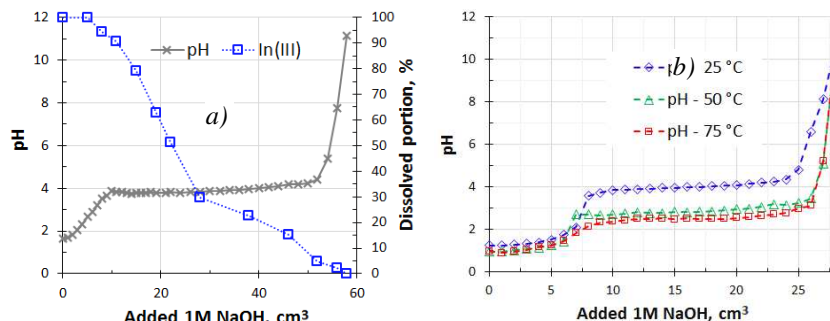 12
10
8
6
4
2
0
pH
pH
In(III)
a)
100
90
80
70
60
50
40
30
20
10
0
Dissolved portion, %
0
20
40
60
Added 1M NaOH, cm³
12
10
8
6
4
2
0
pH
b)
25 °C
pH - 50 °C
pH - 75 °C
0
5
10
15
20
25
Added 1M NaOH, cm³